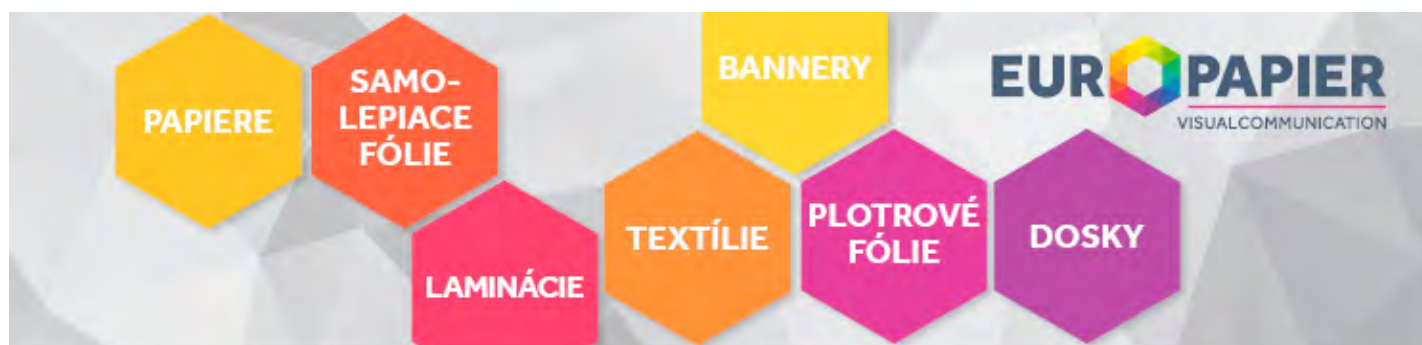 PAPIERE
SAMO-
LEPIACE
FÓLIE
LAMINÁCIE
TEXTÍLIE
BANNERY
PLOTROVÉ
FÓLIE
DOSKY
EUROPAPIER
VISUALCOMMUNICATION